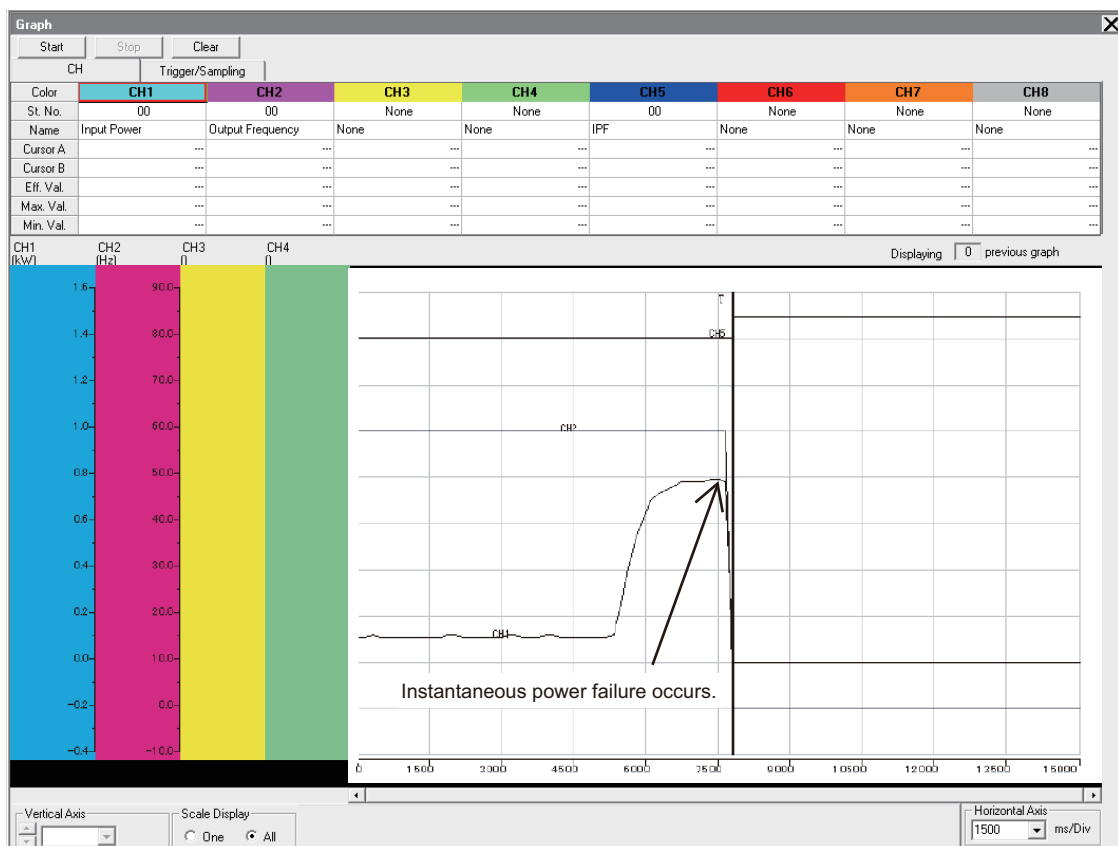 Graph
Start Stop Clear
CH Trigger/Sampling
Color CH1 CH2 CH3 CH4 CH5 CH6 CH7 CH8
St. No. 00 00 None None 00 None None None
Name Input Power Output Frequency None None IPF None None None
Cursor A --- --- --- --- --- --- --- ---
Cursor B --- --- --- --- --- --- --- ---
Eff. Val. --- --- --- --- --- --- --- ---
Max. Val. --- --- --- --- --- --- --- ---
Min. Val. --- --- --- --- --- --- --- ---
CH1 CH2 CH3 CH4
(kW) (Hz) () ()
Displaying 0 previous graph
1.6 90.0
T
1.4 80.0
CH5
1.2 70.0
1.0 60.0
CH2
0.8 50.0
0.6 40.0
0.4 30.0
0.2 20.0
CH1
0.0 10.0
Instantaneous power failure occurs.
-0.2 0.0
-0.4 -10.0
0 1500 3000 4500 6000 7500 9000 10500 12000 13500 15000
Vertical Axis Scale Display Horizontal Axis
One All 1500 ms/Div